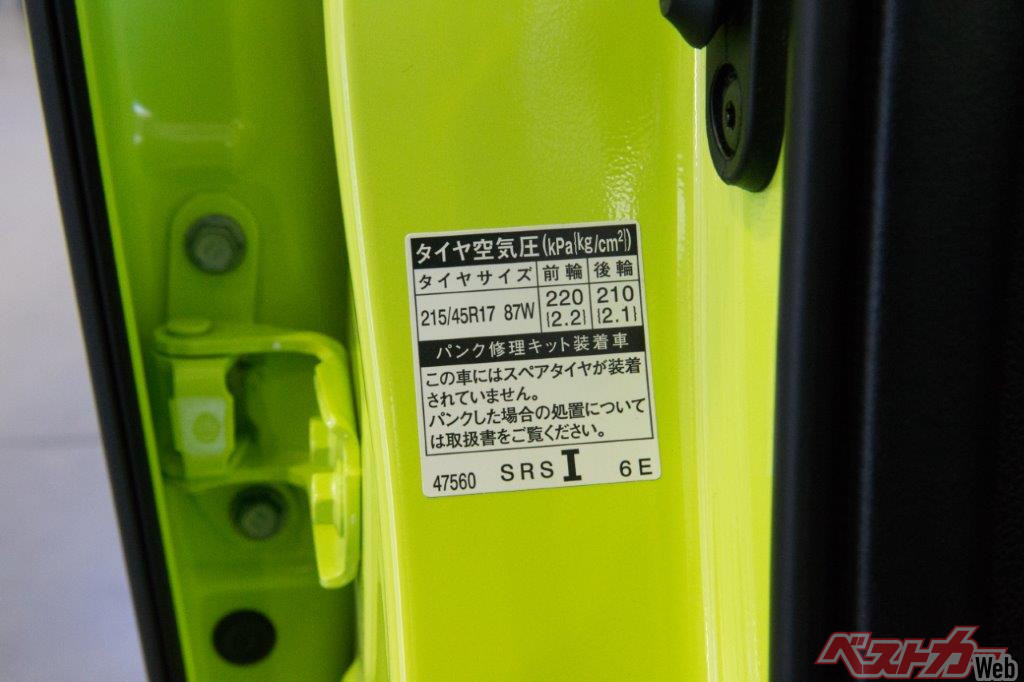 タイヤ空気圧(kPa{kg/cm²})
タイヤサイズ 前輪 後輪
215/45R17 87W 220 {2.2} 210 {2.1}
パンク修理キット装着車
この車にはスペアタイヤが装着
されていません。
パンクした場合の処置について
は取扱書をご覧ください。
47560 SRS I 6E
ベストカー
Web